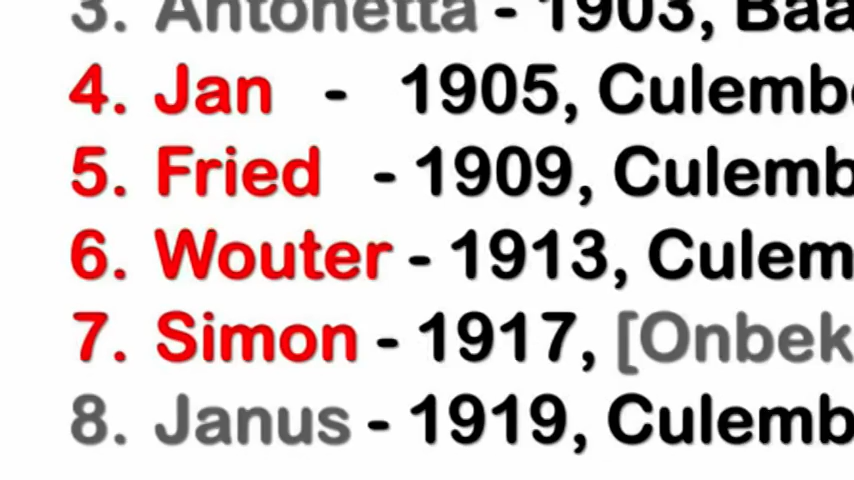 3. Antonetta - 1903, Baa
4. Jan - 1905, Culemb
5. Fried - 1909, Culemb
6. Wouter - 1913, Culem
7. Simon - 1917, [Onbek
8. Janus - 1919, Culemb